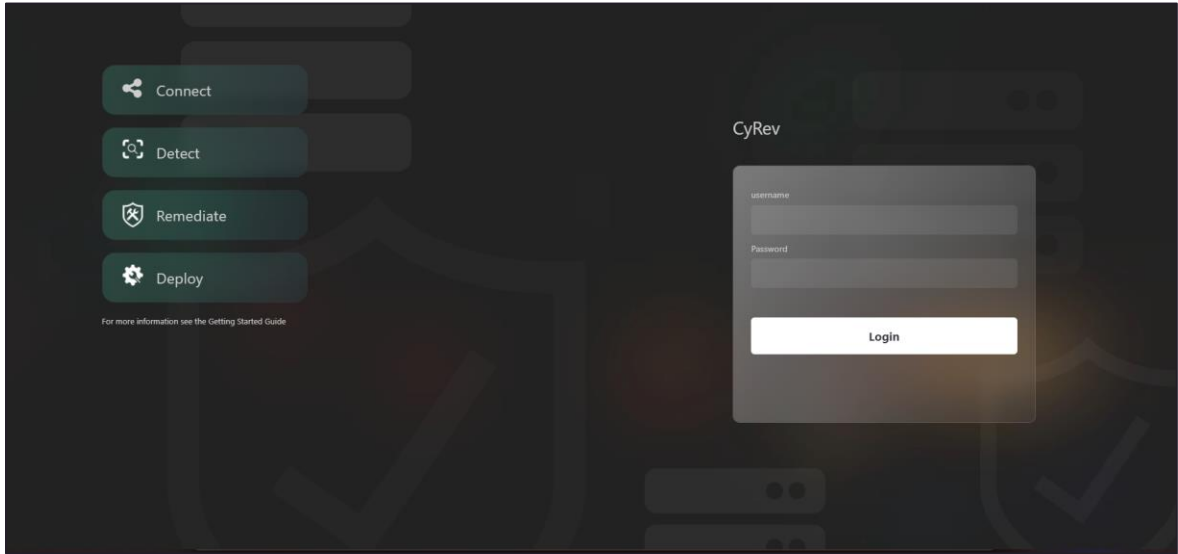 Connect
Detect
Remediate
Deploy
For more information see the Getting Started Guide
CyRev
username
Password
Login